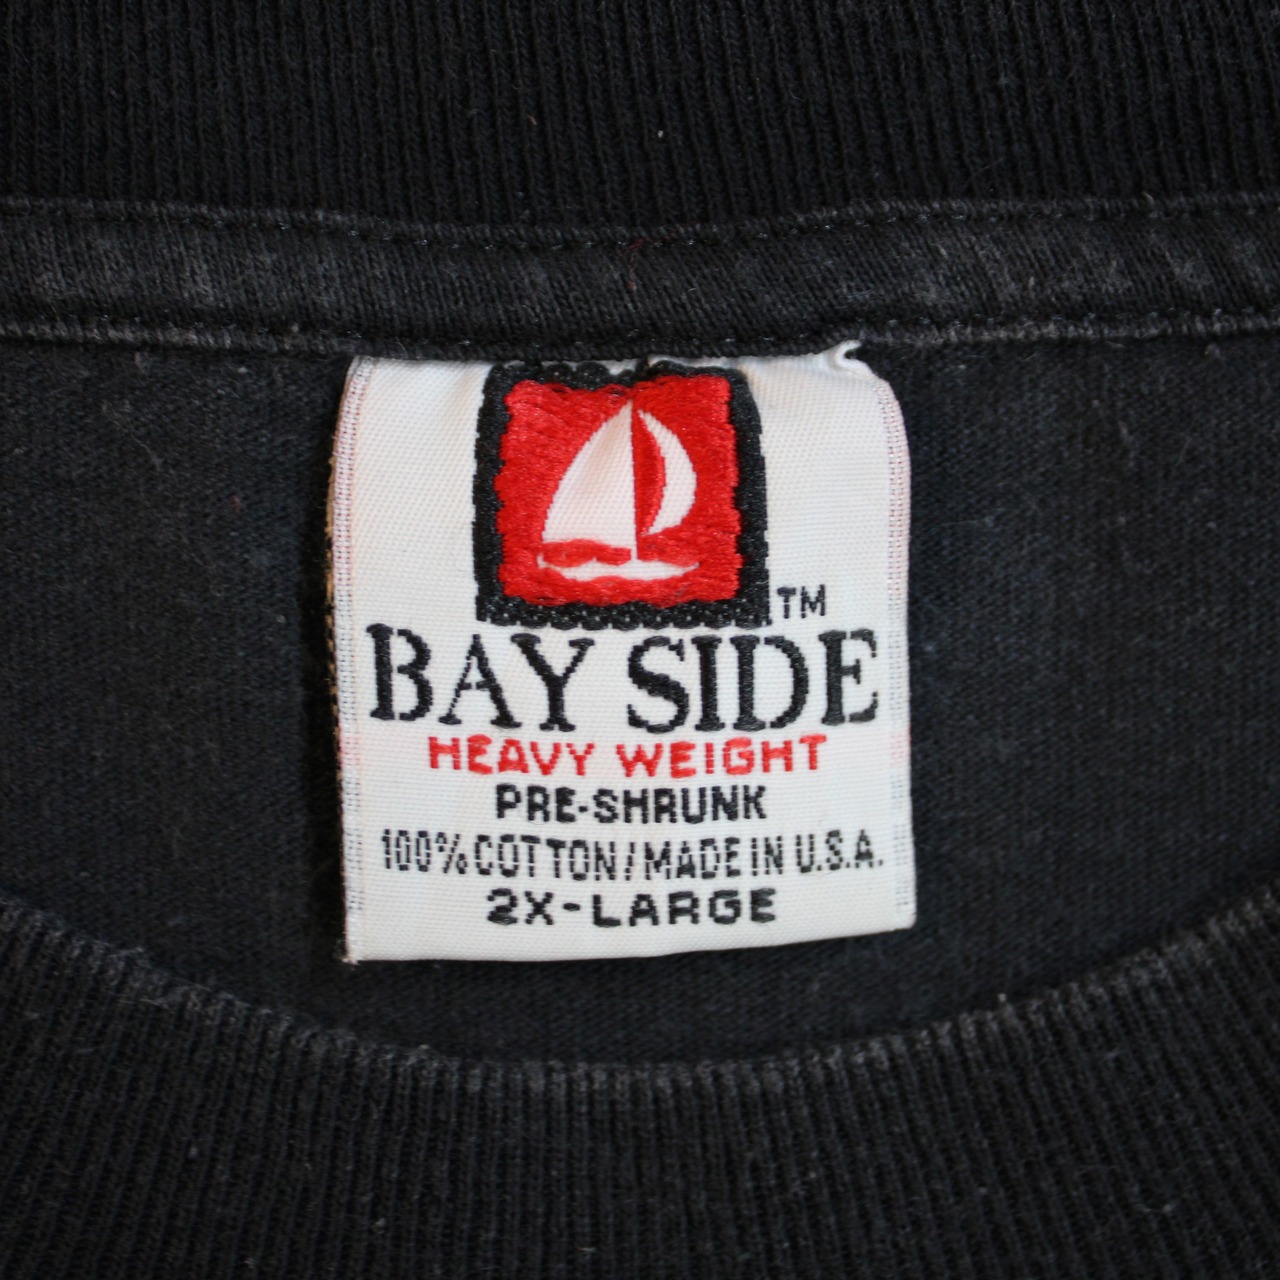 TM
BAY SIDE
HEAVY WEIGHT
PRE-SHRUNK
100% COTTON/MADE IN U.S.A.
2X-LARGE